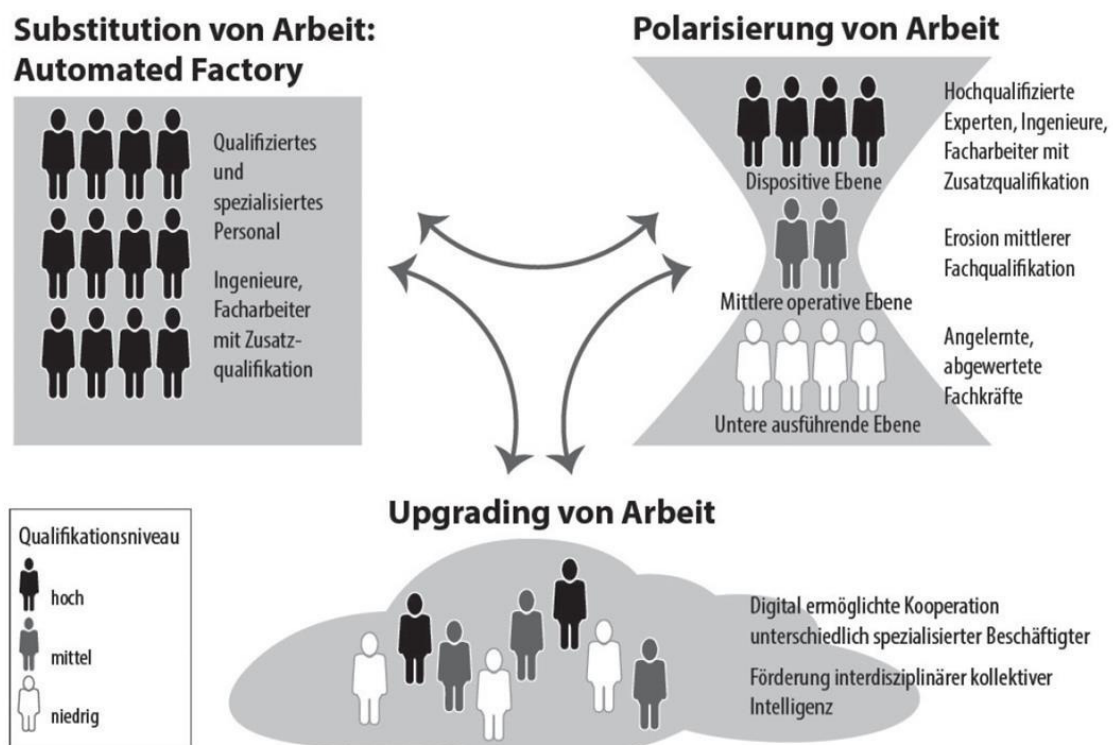 Substitution von Arbeit:
Automated Factory
Qualifiziertes
und
spezialisiertes
Personal
Ingenieure,
Facharbeiter
mit Zusatz-
qualifikation
Polarisierung von Arbeit
Dispositive Ebene
Hochqualifizierte
Experten, Ingenieure,
Facharbeiter mit
Zusatzqualifikation
Mittlere operative Ebene
Erosion mittlerer
Fachqualifikation
Untere ausführende Ebene
Angelernte,
abgewertete
Fachkräfte
Upgrading von Arbeit
Digital ermöglichte Kooperation
unterschiedlich spezialisierter Beschäftigter
Förderung interdisziplinärer kollektiver
Intelligenz
Qualifikationsniveau
hoch
mittel
niedrig